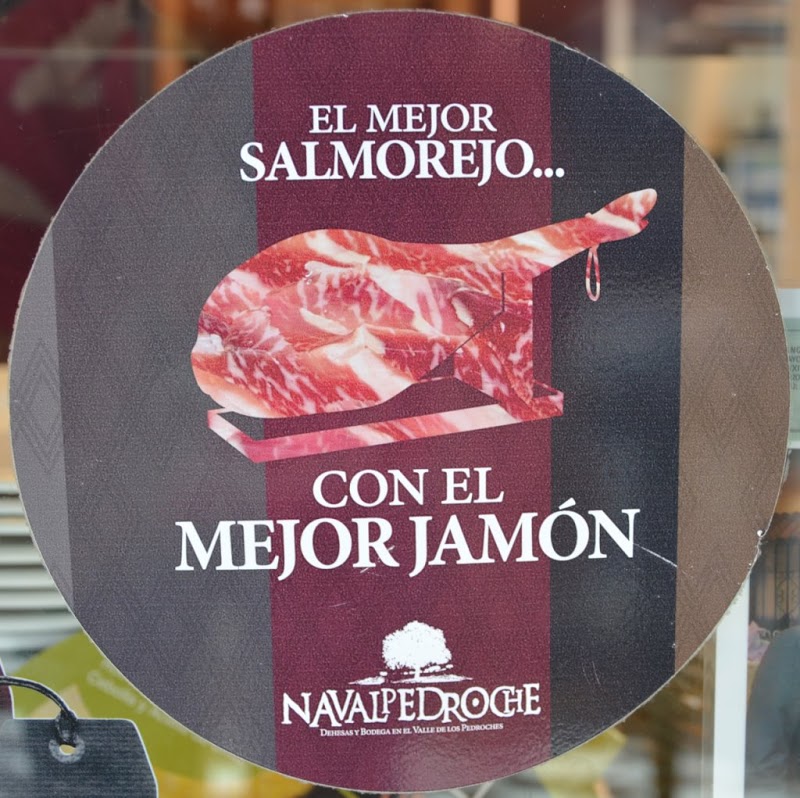 EL MEJOR
SALMOREJO...
CON EL
MEJOR JAMÓN
NAVALPEDROCHE
DEHESAS Y BODEGA EN EL VALLE DE LOS PEDROCHES